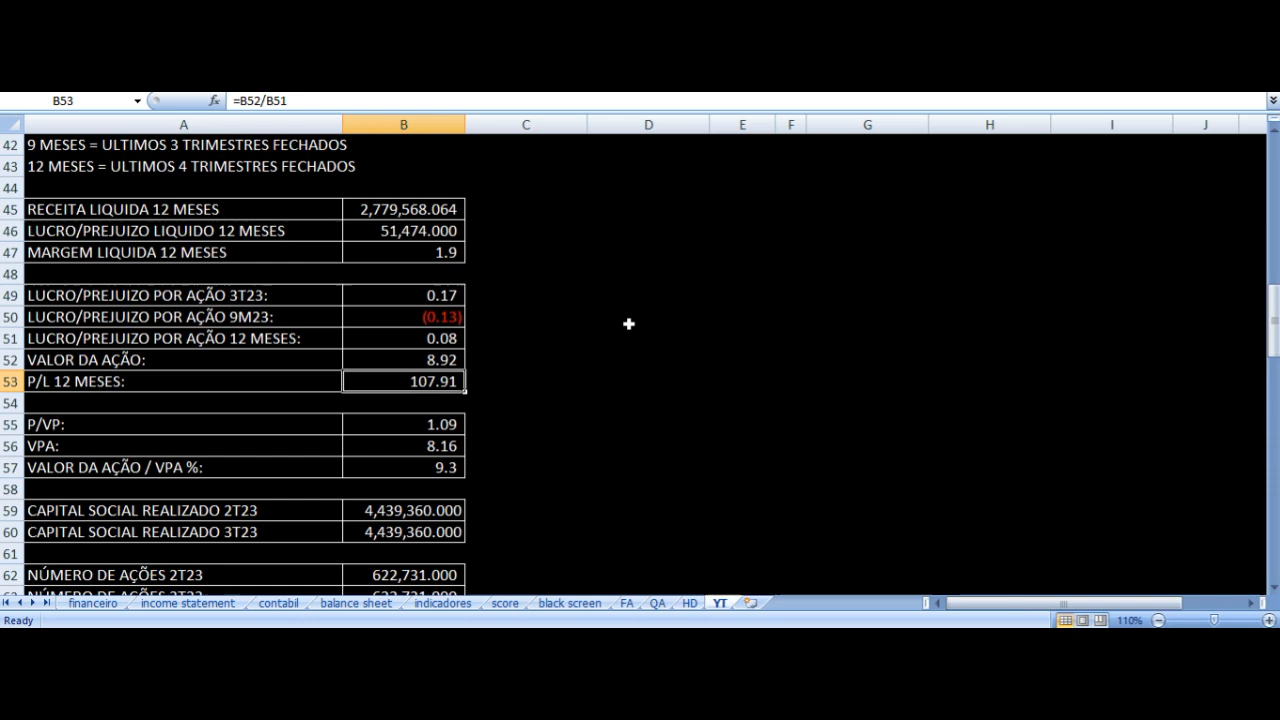 B53 =B52/B51
A B C D E F G H I J
42 9 MESES = ULTIMOS 3 TRIMESTRES FECHADOS
43 12 MESES = ULTIMOS 4 TRIMESTRES FECHADOS
44
45 RECEITA LIQUIDA 12 MESES 2,779,568.064
46 LUCRO/PREJUIZO LIQUIDO 12 MESES 51,474.000
47 MARGEM LIQUIDA 12 MESES 1.9
48
49 LUCRO/PREJUIZO POR AÇÃO 3T23: 0.17
50 LUCRO/PREJUIZO POR AÇÃO 9M23: (0.13)
51 LUCRO/PREJUIZO POR AÇÃO 12 MESES: 0.08
52 VALOR DA AÇÃO: 8.92
53 P/L 12 MESES: 107.91
54
55 P/VP: 1.09
56 VPA: 8.16
57 VALOR DA AÇÃO / VPA %: 9.3
58
59 CAPITAL SOCIAL REALIZADO 2T23 4,439,360.000
60 CAPITAL SOCIAL REALIZADO 3T23 4,439,360.000
61
62 NÚMERO DE AÇÕES 2T23 622,731.000
financeiro income statement contabil balance sheet indicadores score black screen FA QA HD YT
Ready 110%